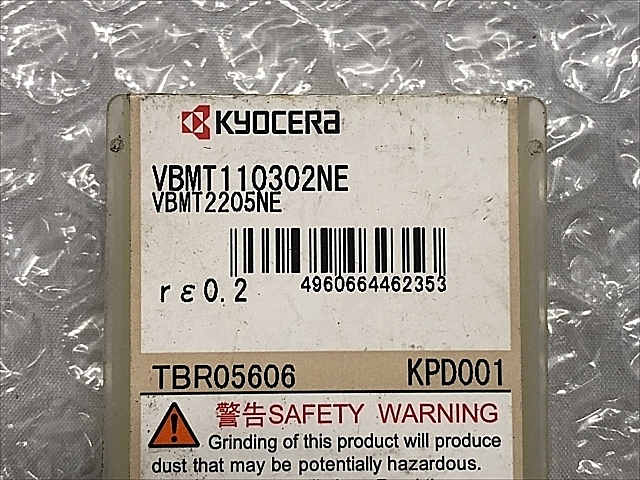 KYOCERA
VBMT110302NE
VBMT2205NE
rε0.2
4960664462353
TBR05606 KPD001
警告SAFETY WARNING
Grinding of this product will produce
dust that may be potentially hazardous.